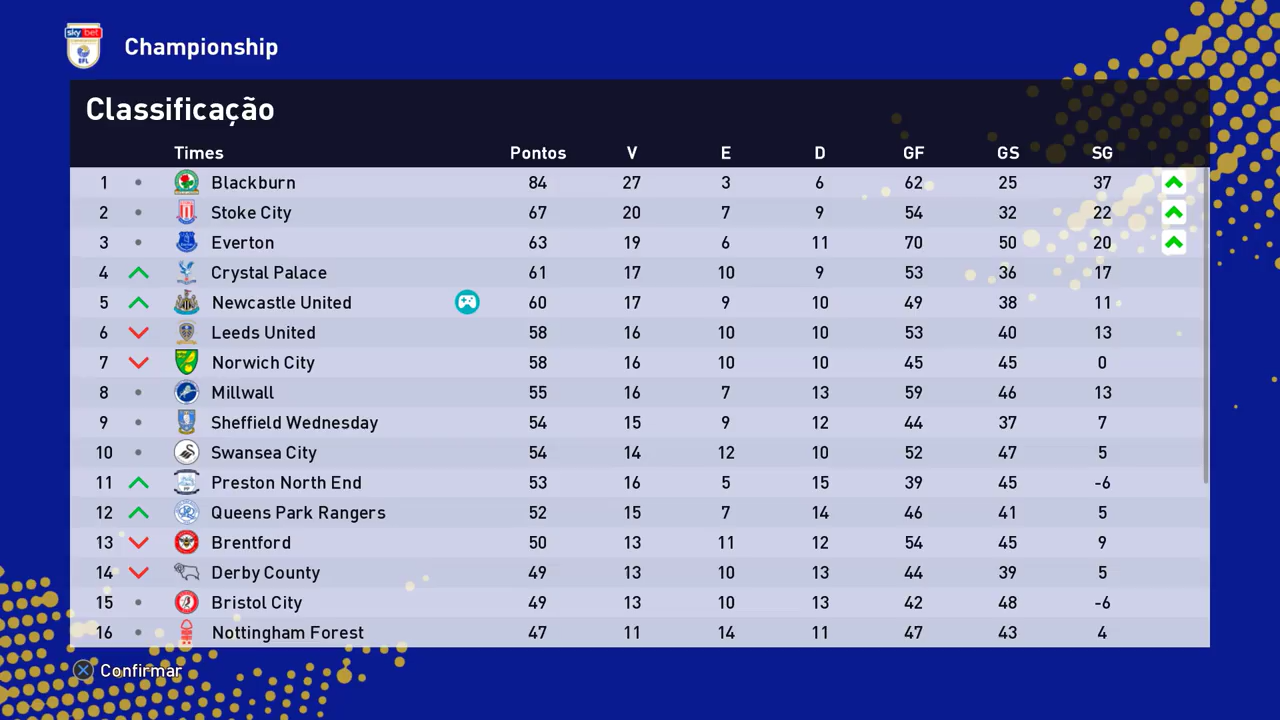 sky bet
EFL
Championship
Classificação
Times Pontos V E D GF GS SG
1 Blackburn 84 27 3 6 62 25 37
2 Stoke City 67 20 7 9 54 32 22
3 Everton 63 19 6 11 70 50 20
4 Crystal Palace 61 17 10 9 53 36 17
5 Newcastle United 60 17 9 10 49 38 11
6 Leeds United 58 16 10 10 53 40 13
7 Norwich City 58 16 10 10 45 45 0
8 Millwall 55 16 7 13 59 46 13
9 Sheffield Wednesday 54 15 9 12 44 37 7
10 Swansea City 54 14 12 10 52 47 5
11 Preston North End 53 16 5 15 39 45 -6
12 Queens Park Rangers 52 15 7 14 46 41 5
13 Brentford 50 13 11 12 54 45 9
14 Derby County 49 13 10 13 44 39 5
15 Bristol City 49 13 10 13 42 48 -6
16 Nottingham Forest 47 11 14 11 47 43 4
Confirmar